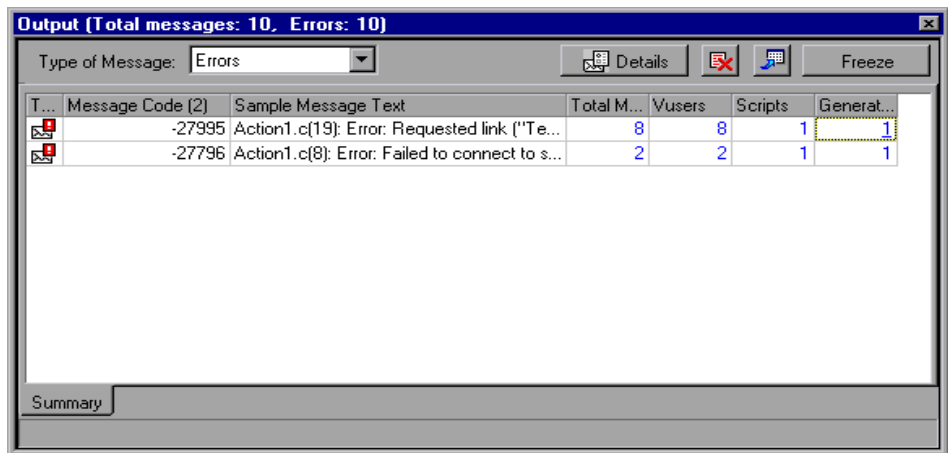 Output (Total messages: 10,  Errors: 10)
Type of Message: Errors Details Freeze
T... Message Code (2) Sample Message Text Total M... Vusers Scripts Generat...
-27995 Action1.c(19): Error: Requested link ("Te... 8 8 1 1
-27796 Action1.c(8): Error: Failed to connect to s... 2 2 1 1
Summary